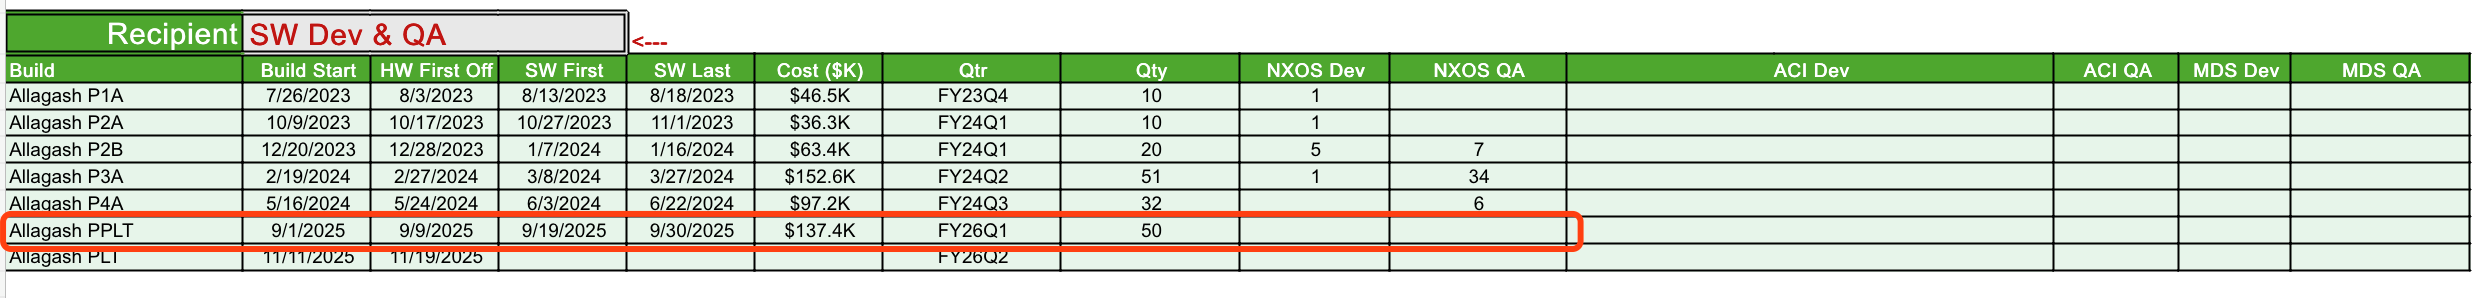 Recipient SW Dev & QA <---
Build Build Start HW First Off SW First SW Last Cost ($K) Qtr Qty NXOS Dev NXOS QA ACI Dev ACI QA MDS Dev MDS QA
Allagash P1A 7/26/2023 8/3/2023 8/13/2023 8/18/2023 $46.5K FY23Q4 10 1
Allagash P2A 10/9/2023 10/17/2023 10/27/2023 11/1/2023 $36.3K FY24Q1 10 1
Allagash P2B 12/20/2023 12/28/2023 1/7/2024 1/16/2024 $63.4K FY24Q1 20 5 7
Allagash P3A 2/19/2024 2/27/2024 3/8/2024 3/27/2024 $152.6K FY24Q2 51 1 34
Allagash P4A 5/16/2024 5/24/2024 6/3/2024 6/22/2024 $97.2K FY24Q3 32 6
Allagash PPLT 9/1/2025 9/9/2025 9/19/2025 9/30/2025 $137.4K FY26Q1 50
Allagash PLT 11/11/2025 11/19/2025 FY26Q2